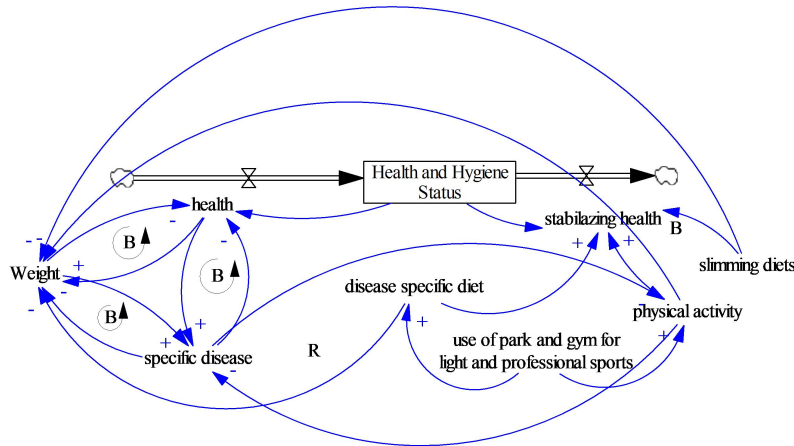 Health and Hygiene
Status
health
-
-
B
-
stabilazing health
B
- -
Weight
+
B
+
+
slimming diets
-
disease specific diet
-
physical activity
-
B
+
+
+
+
use of park and gym for
light and professional sports
specific disease
R
-